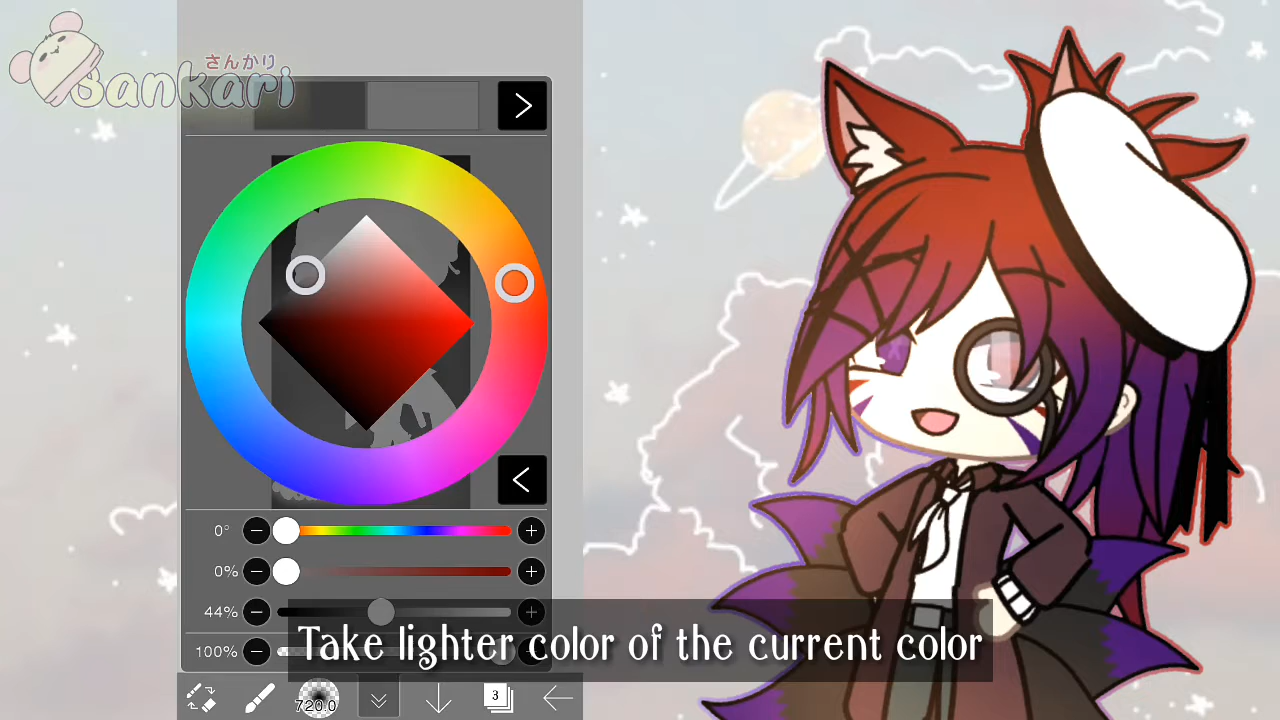 さんかり
Sankari
0°
0%
44%
100%
Take lighter color of the current color
720.0
3